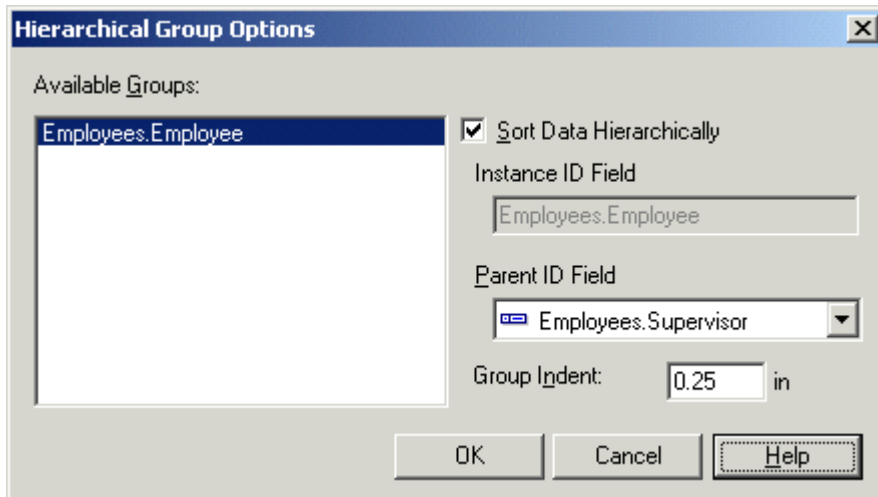 Hierarchical Group Options
Available Groups:
Employees.Employee
Sort Data Hierarchically
Instance ID Field
Employees.Employee
Parent ID Field
Employees.Supervisor
Group Indent: 0.25 in
OK Cancel Help